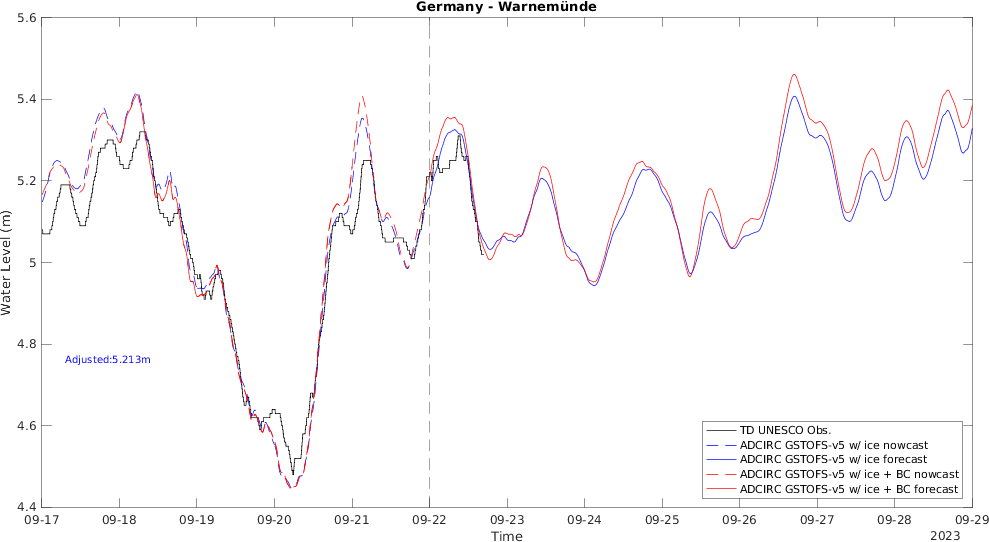 Germany - Warnemünde
5.6
5.4
5.2
5
4.8
4.6
4.4
Water Level (m)
Adjusted:5.213m
TD UNESCO Obs.
ADCIRC GSTOFS-v5 w/ ice nowcast
ADCIRC GSTOFS-v5 w/ ice forecast
ADCIRC GSTOFS-v5 w/ ice + BC nowcast
ADCIRC GSTOFS-v5 w/ ice + BC forecast
09-17 09-18 09-19 09-20 09-21 09-22 09-23 09-24 09-25 09-26 09-27 09-28 09-29
Time
2023